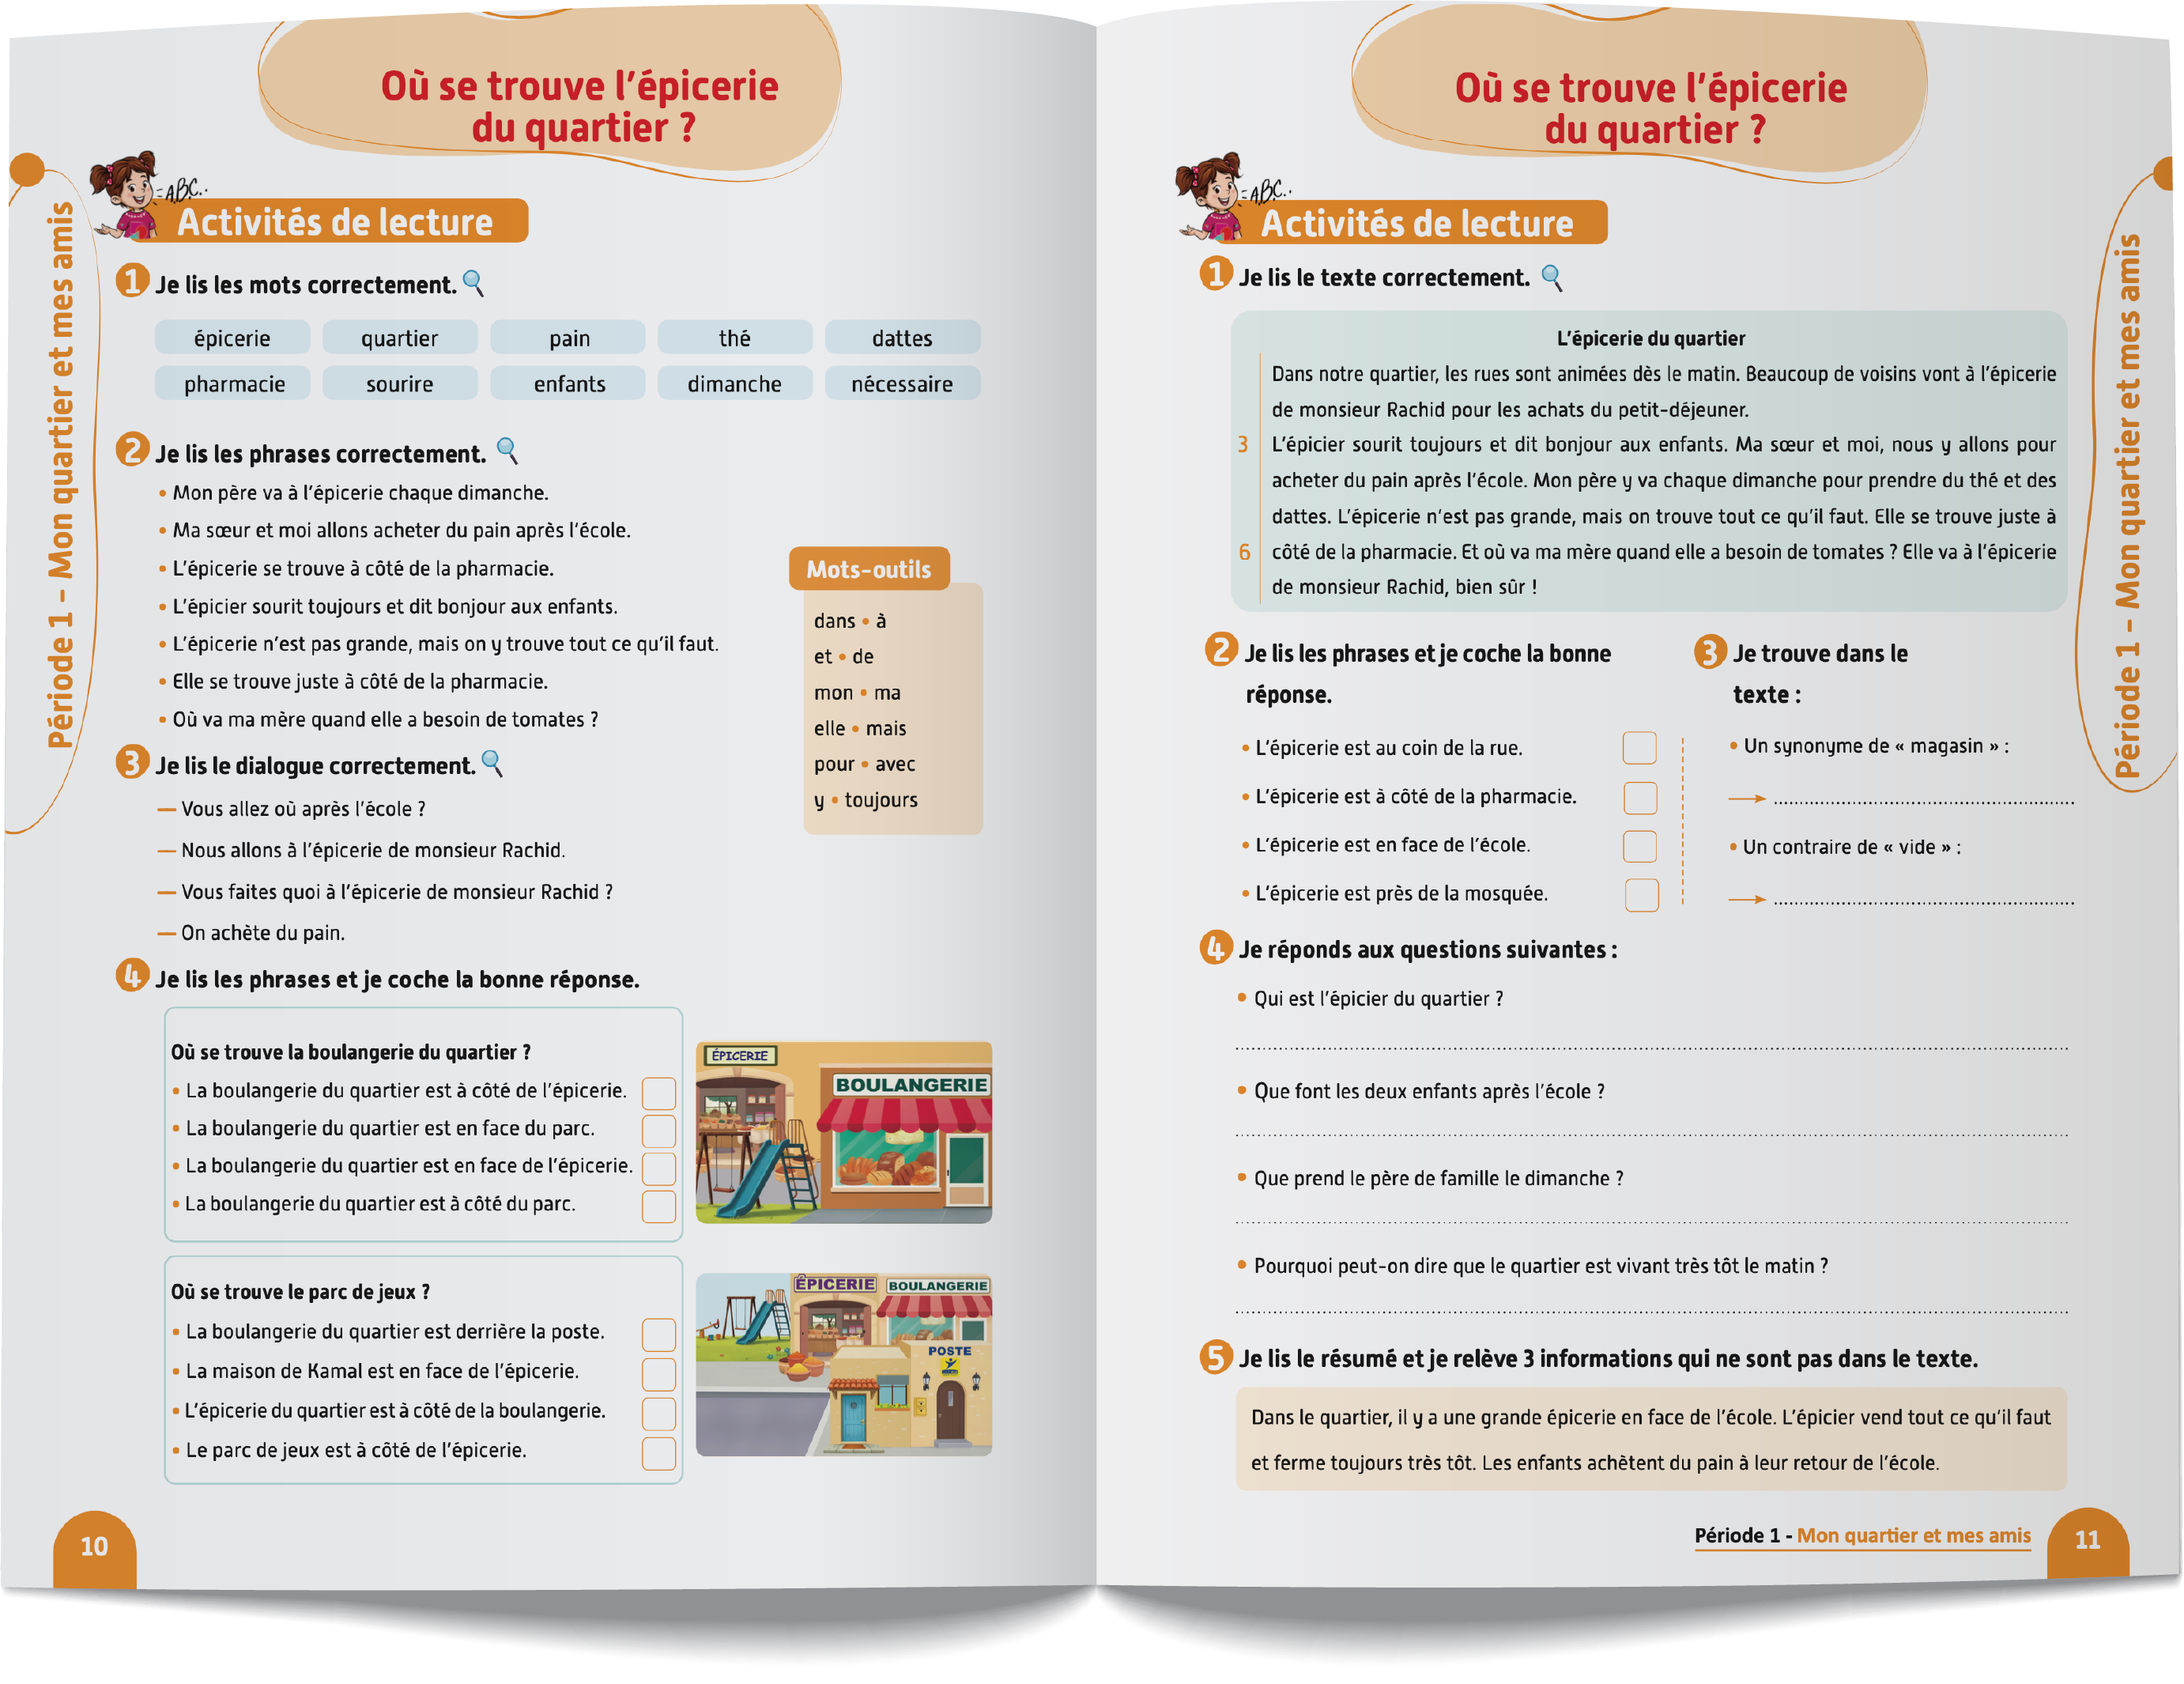 Où se trouve l'épicerie
du quartier ?
Période 1 - Mon quartier et mes amis
ABC..
Activités de lecture
1 Je lis les mots correctement.
épicerie quartier pain thé dattes
pharmacie sourire enfants dimanche nécessaire
2 Je lis les phrases correctement.
• Mon père va à l'épicerie chaque dimanche.
• Ma sœur et moi allons acheter du pain après l'école.
• L'épicerie se trouve à côté de la pharmacie.
• L'épicier sourit toujours et dit bonjour aux enfants.
• L'épicerie n'est pas grande, mais on y trouve tout ce qu'il faut.
• Elle se trouve juste à côté de la pharmacie.
• Où va ma mère quand elle a besoin de tomates ?
Mots-outils
dans • à
et • de
mon • ma
elle • mais
pour • avec
y • toujours
3 Je lis le dialogue correctement.
— Vous allez où après l'école ?
— Nous allons à l'épicerie de monsieur Rachid.
— Vous faites quoi à l'épicerie de monsieur Rachid ?
— On achète du pain.
4 Je lis les phrases et je coche la bonne réponse.
Où se trouve la boulangerie du quartier ?
• La boulangerie du quartier est à côté de l'épicerie.
• La boulangerie du quartier est en face du parc.
• La boulangerie du quartier est en face de l'épicerie.
• La boulangerie du quartier est à côté du parc.
ÉPICERIE
BOULANGERIE
Où se trouve le parc de jeux ?
• La boulangerie du quartier est derrière la poste.
• La maison de Kamal est en face de l'épicerie.
• L'épicerie du quartier est à côté de la boulangerie.
• Le parc de jeux est à côté de l'épicerie.
ÉPICERIE BOULANGERIE
POSTE
10
Où se trouve l'épicerie
du quartier ?
Période 1 - Mon quartier et mes amis
ABC..
Activités de lecture
1 Je lis le texte correctement.
L'épicerie du quartier
Dans notre quartier, les rues sont animées dès le matin. Beaucoup de voisins vont à l'épicerie
de monsieur Rachid pour les achats du petit-déjeuner.
3 L'épicier sourit toujours et dit bonjour aux enfants. Ma sœur et moi, nous y allons pour
acheter du pain après l'école. Mon père y va chaque dimanche pour prendre du thé et des
dattes. L'épicerie n'est pas grande, mais on trouve tout ce qu'il faut. Elle se trouve juste à
6 côté de la pharmacie. Et où va ma mère quand elle a besoin de tomates ? Elle va à l'épicerie
de monsieur Rachid, bien sûr !
2 Je lis les phrases et je coche la bonne
réponse.
• L'épicerie est au coin de la rue.
• L'épicerie est à côté de la pharmacie.
• L'épicerie est en face de l'école.
• L'épicerie est près de la mosquée.
3 Je trouve dans le
texte :
• Un synonyme de « magasin » :
• Un contraire de « vide » :
4 Je réponds aux questions suivantes :
• Qui est l'épicier du quartier ?
• Que font les deux enfants après l'école ?
• Que prend le père de famille le dimanche ?
• Pourquoi peut-on dire que le quartier est vivant très tôt le matin ?
5 Je lis le résumé et je relève 3 informations qui ne sont pas dans le texte.
Dans le quartier, il y a une grande épicerie en face de l'école. L'épicier vend tout ce qu'il faut
et ferme toujours très tôt. Les enfants achètent du pain à leur retour de l'école.
Période 1 - Mon quartier et mes amis
11